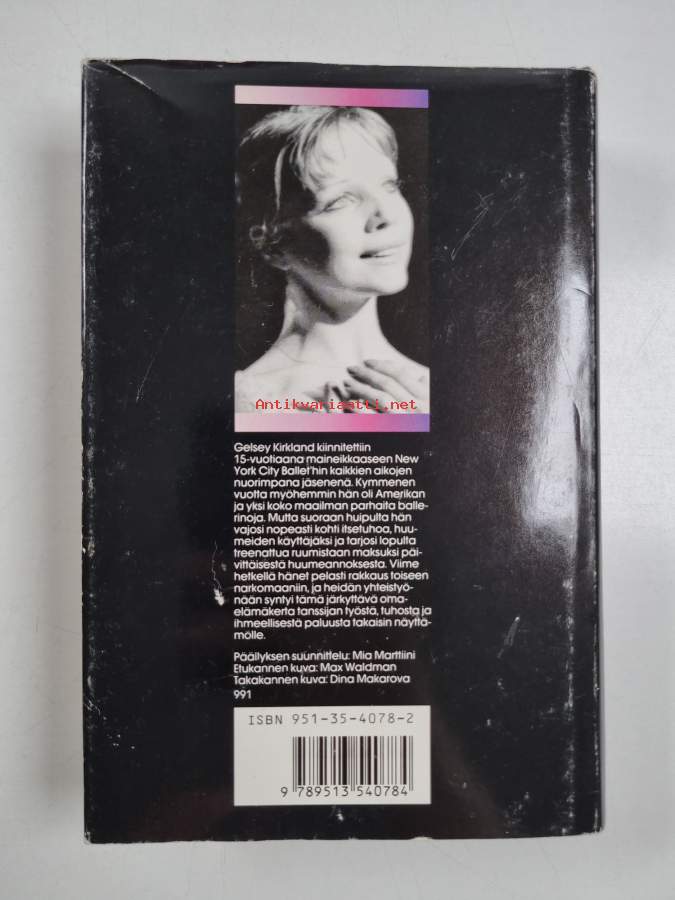 Antikvariaatti.net
Gelsey Kirkland kiinnitettiin
15-vuotiaana maineikkaaseen New
York City Ballet'hin kaikkien aikojen
nuorimpana jäsenenä. Kymmenen
vuotta myöhemmin hän oli Amerikan
ja yksi koko maailman parhaita balle-
rinoja. Mutta suoraan huipulta hän
vajosi nopeasti kohti itsetuhoa, huu-
meiden käyttäjäksi ja tarjosi lopulta
treenattua ruumistaan maksuksi päi-
vittäisestä huumeannoksesta. Viime
hetkellä hänet pelasti rakkaus toiseen
narkomaaniin, ja heidän yhteistyö-
nään syntyi tämä järkyttävä oma-
elämäkerta tanssijan työstä, tuhosta ja
ihmeellisestä paluusta takaisin näyttä-
mölle.
Päällyksen suunnittelu: Mia Marttiini
Etukannen kuva: Max Waldman
Takakannen kuva: Dina Makarova
991
ISBN 951-35-4078-2
9 789513 540784